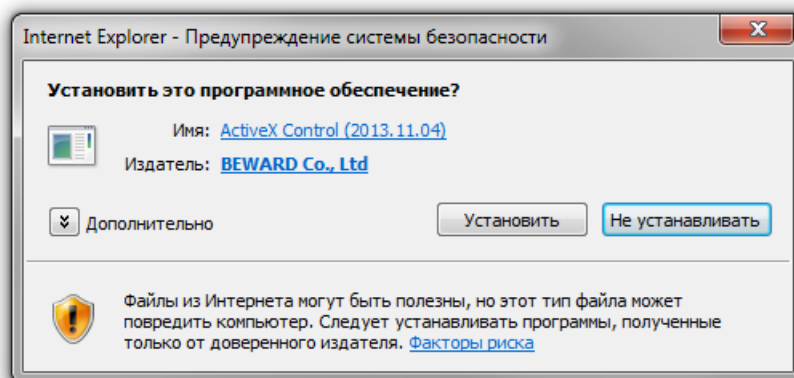 Internet Explorer - Предупреждение системы безопасности
Установить это программное обеспечение?
Имя: ActiveX Control (2013.11.04)
Издатель: BEWARD Co., Ltd
Дополнительно
Установить
Не устанавливать
Файлы из Интернета могут быть полезны, но этот тип файла может
повредить компьютер. Следует устанавливать программы, полученные
только от доверенного издателя. Факторы риска